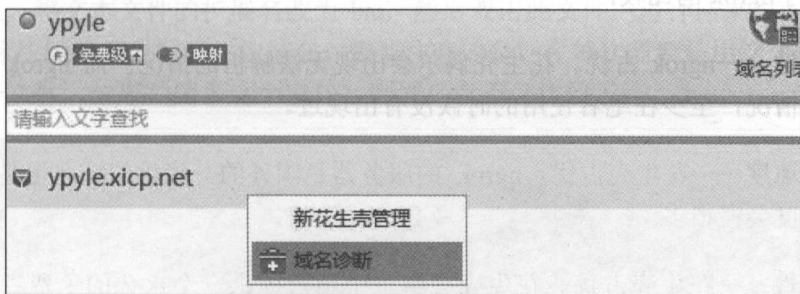 ypyle
F 免费级 映射
域名列表
请输入文字查找
ypyle.xicp.net
新花生壳管理
域名诊断